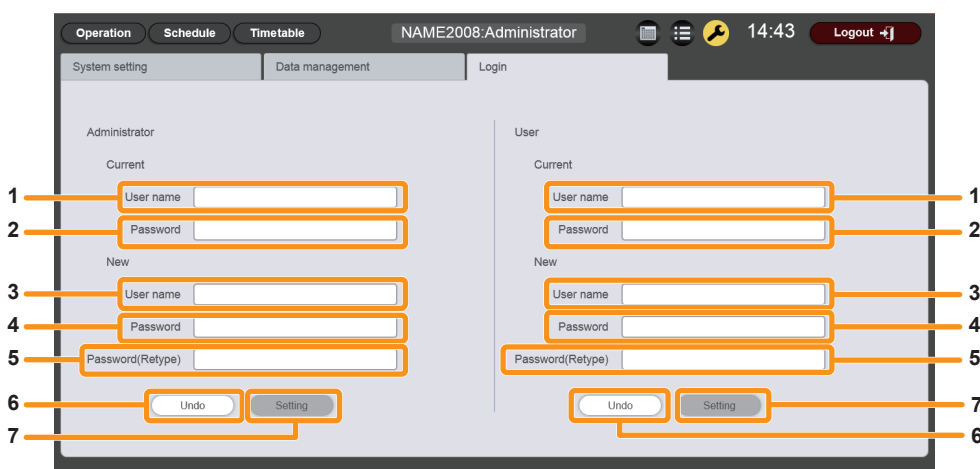 Operation Schedule Timetable NAME2008:Administrator 14:43 Logout
System setting Data management Login
Administrator
Current
1 User name
2 Password
New
3 User name
4 Password
5 Password(Retype)
6 Undo Setting
7
User
Current
User name 1
Password 2
New
User name 3
Password 4
Password(Retype) 5
Undo Setting 7
6